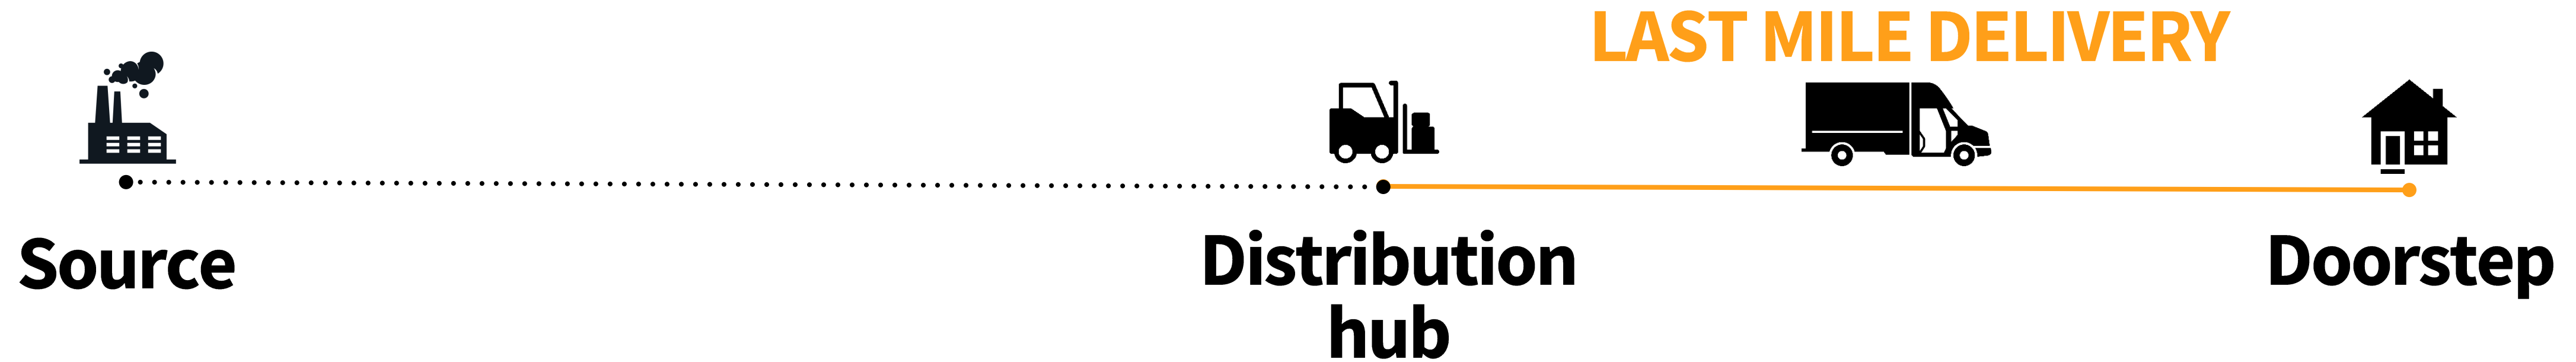 LAST MILE DELIVERY
Source
Distribution
hub
Doorstep